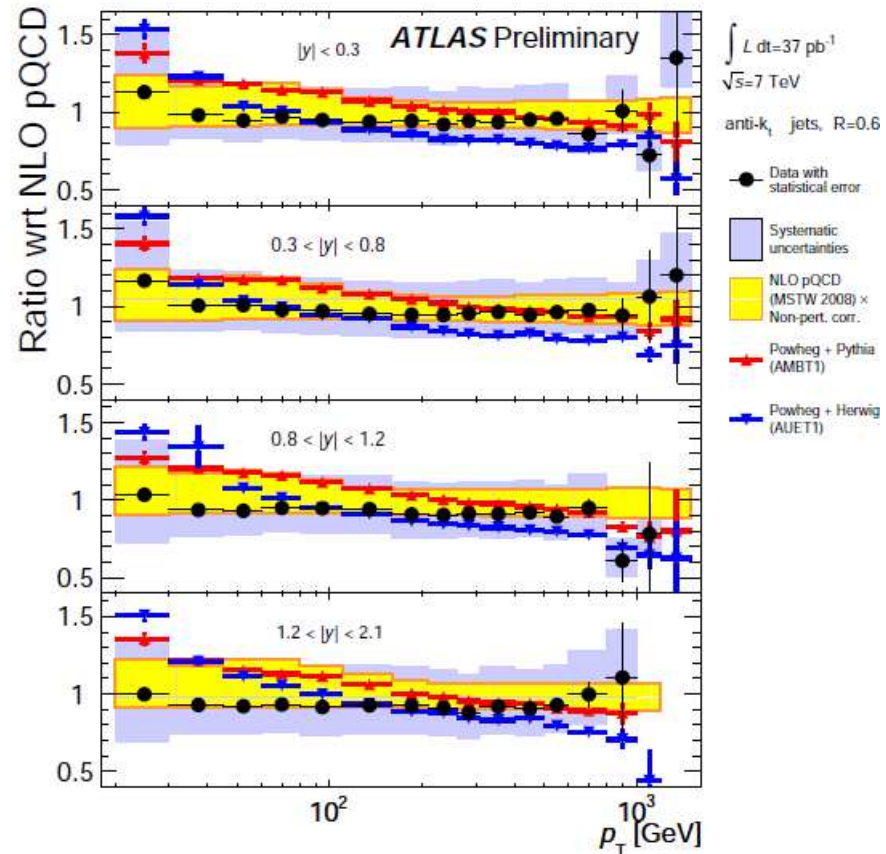 Ratio wrt NLO pQCD
ATLAS Preliminary
|y| < 0.3
1.5
1
0.5
0.3 < |y| < 0.8
1.5
1
0.5
0.8 < |y| < 1.2
1.5
1
0.5
1.2 < |y| < 2.1
1.5
1
0.5
10²
10³
p_T [GeV]
∫ L dt=37 pb⁻¹
√s=7 TeV
anti-k_t jets, R=0.6
Data with
statistical error
Systematic
uncertainties
NLO pQCD
(MSTW 2008) ×
Non-pert. corr.
Powheg + Pythia
(AMBT1)
Powheg + Herwig
(AUET1)